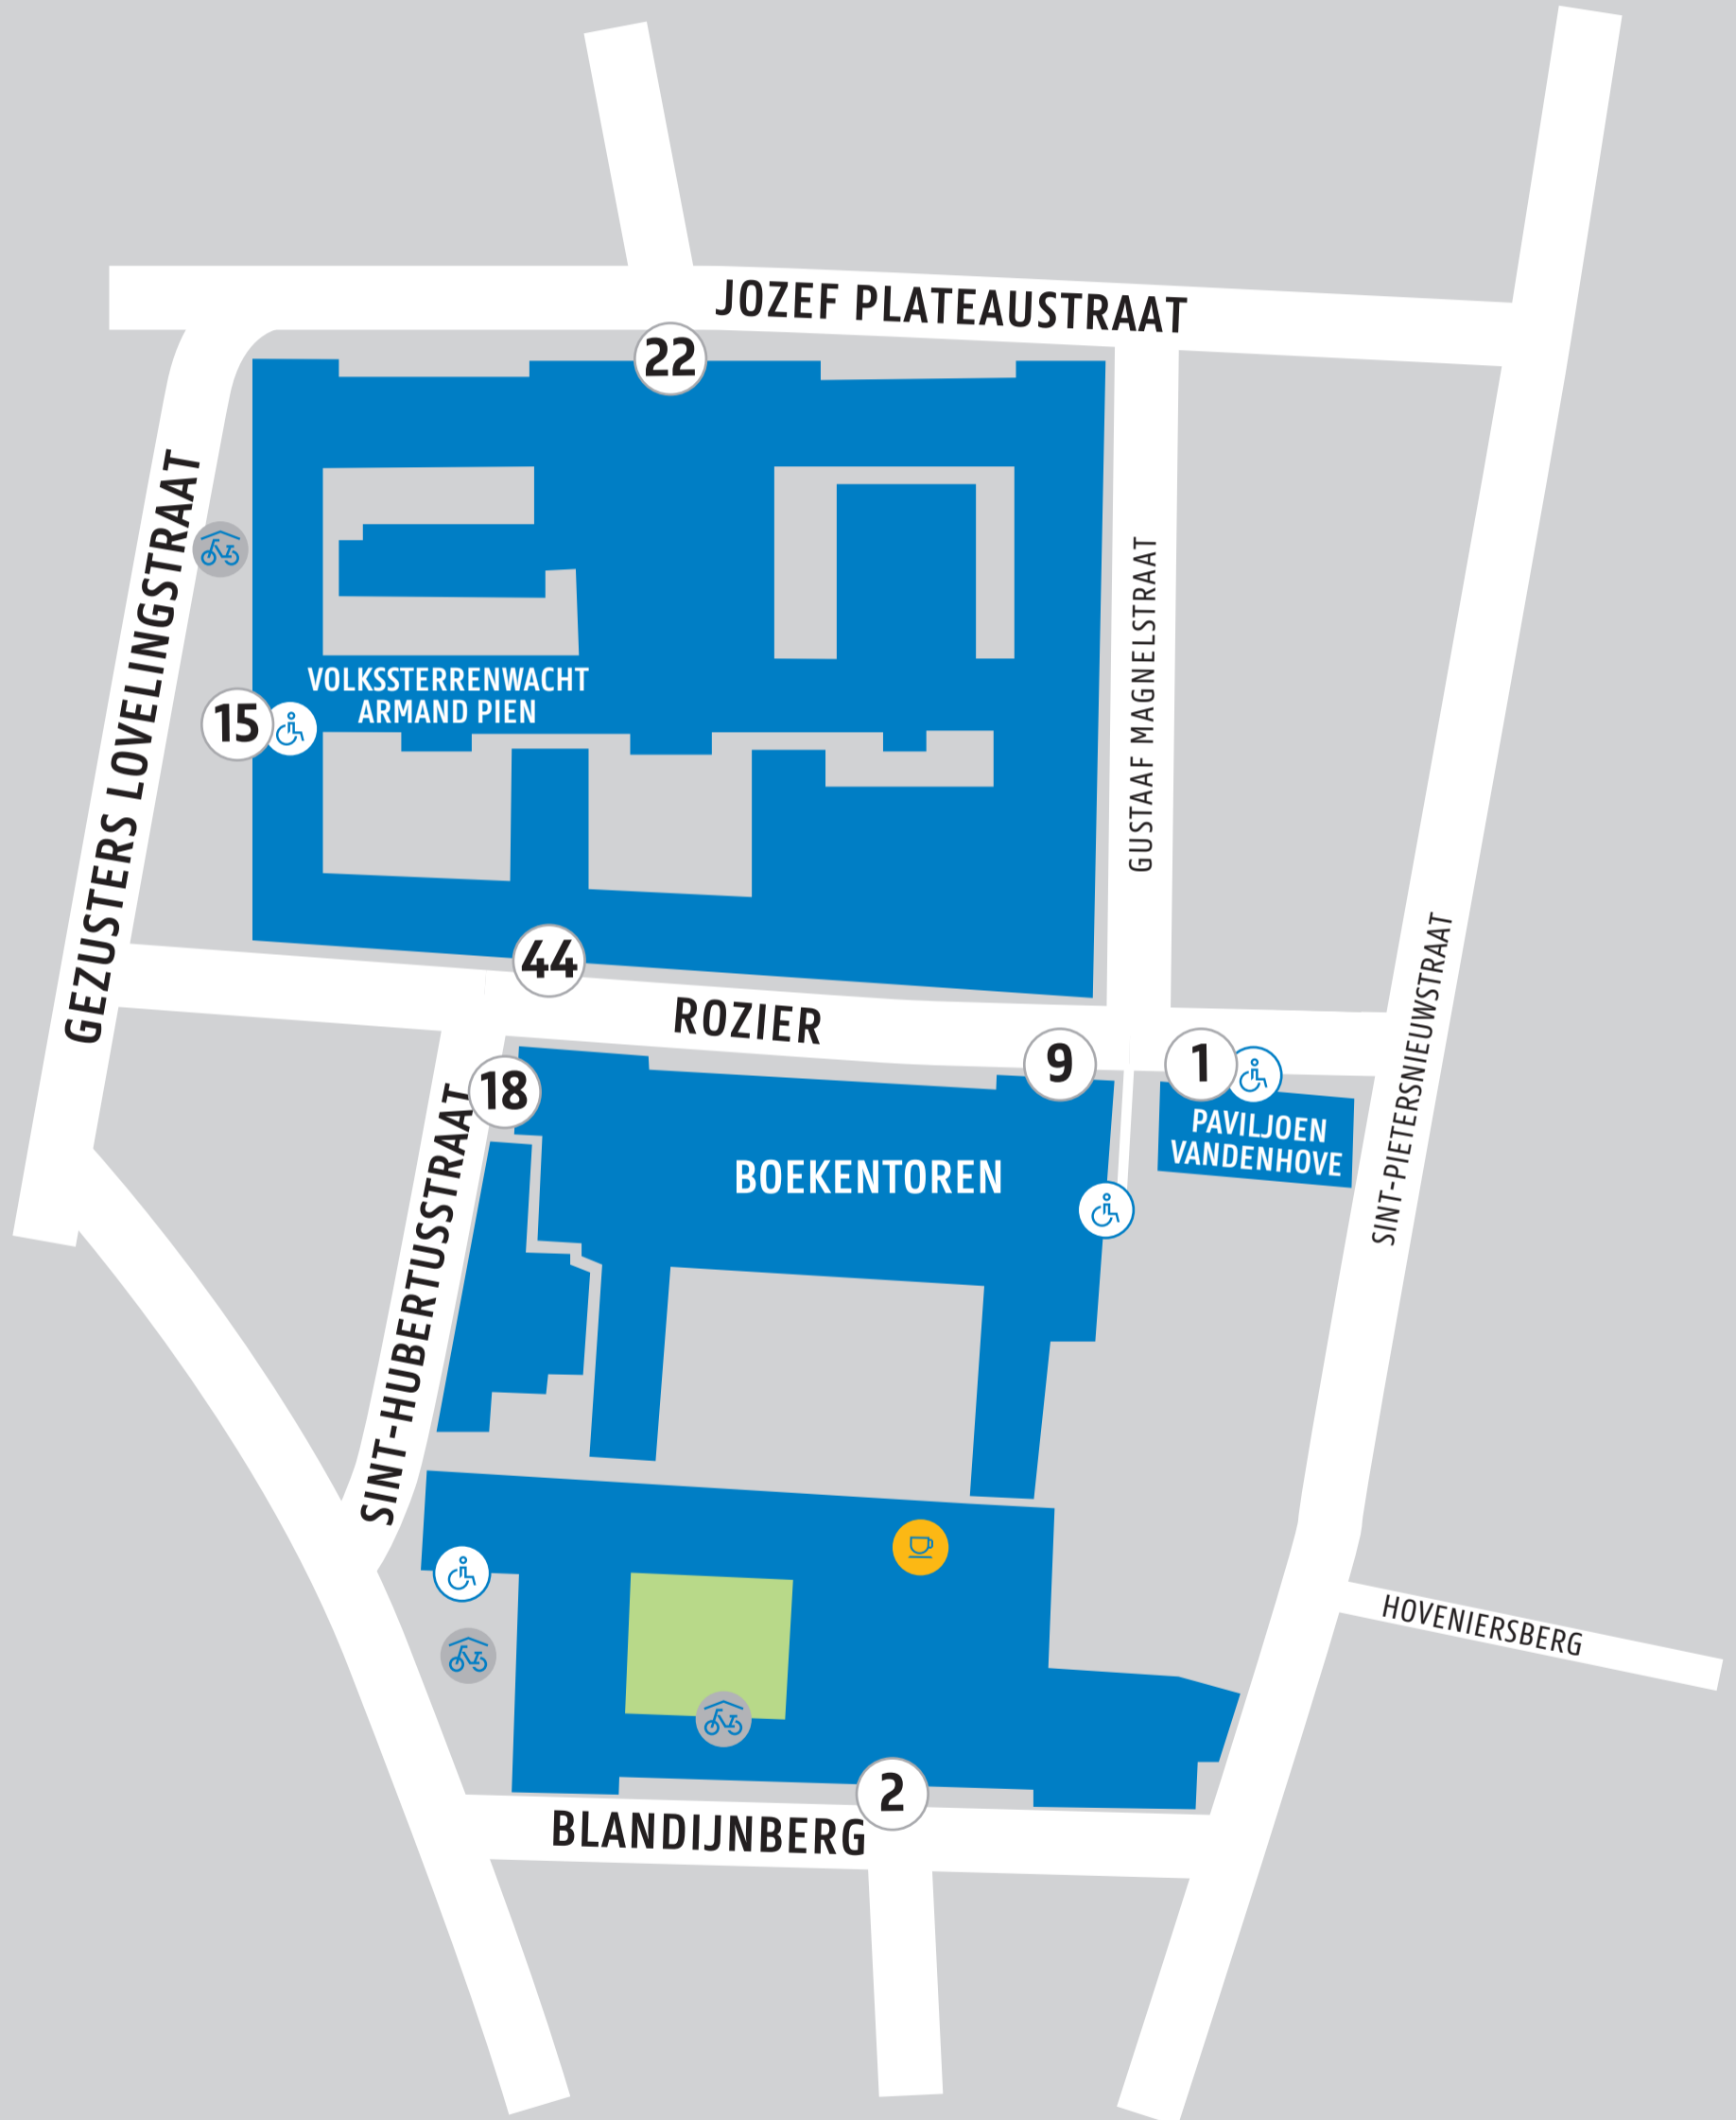 JOZEF PLATEAUSTRAAT
22
GEZUSTERS LOVELINGSTRAAT
GUSTAAF MAGNELSTRAAT
VOLKSSTERRENWACHT
ARMAND PIEN
15
44
ROZIER
9
1
18
PAVILJOEN
VANDENHOVE
SINT-PIETERSNIEUWSTRAAT
BOEKENTOREN
SINT-HUBERTUSSTRAAT
HOVENIERSBERG
2
BLANDIJNBERG